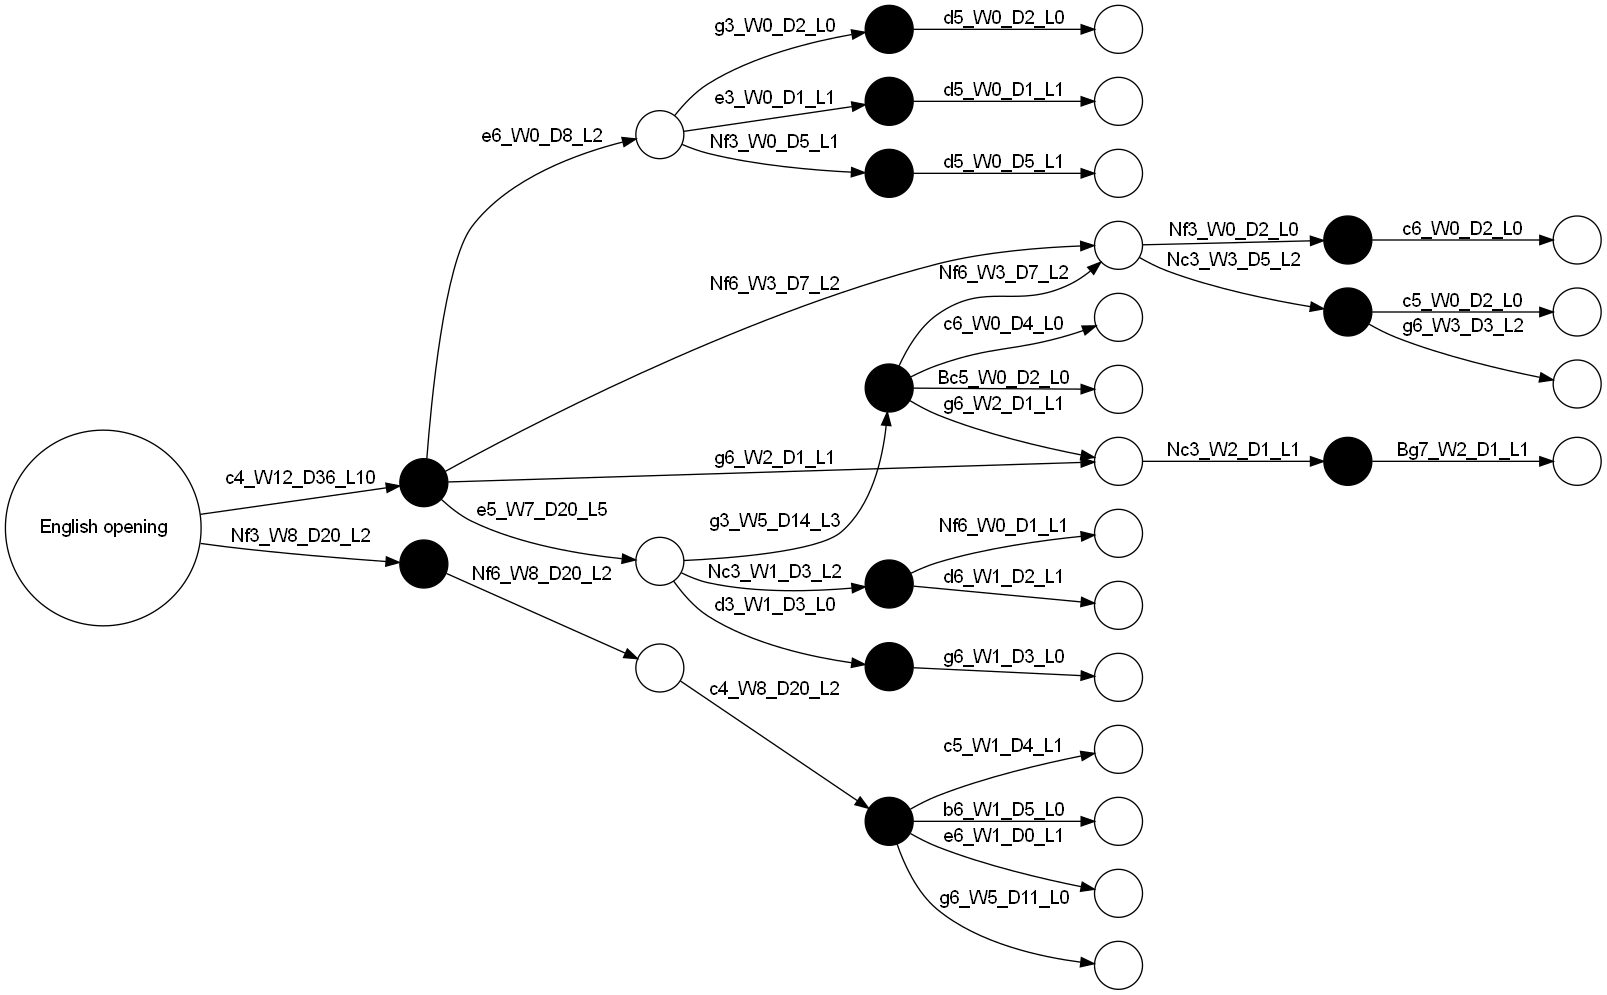 g3_W0_D2_L0
d5_W0_D2_L0
e3_W0_D1_L1
d5_W0_D1_L1
e6_W0_D8_L2
Nf3_W0_D5_L1
d5_W0_D5_L1
Nf3_W0_D2_L0
c6_W0_D2_L0
Nc3_W3_D5_L2
Nf6_W3_D7_L2
Nf6_W3_D7_L2
c5_W0_D2_L0
c6_W0_D4_L0
g6_W3_D3_L2
Bc5_W0_D2_L0
g6_W2_D1_L1
g6_W2_D1_L1
Nc3_W2_D1_L1
Bg7_W2_D1_L1
c4_W12_D36_L10
e5_W7_D20_L5
g3_W5_D14_L3
Nf6_W0_D1_L1
English opening
Nf3_W8_D20_L2
Nf6_W8_D20_L2
Nc3_W1_D3_L2
d6_W1_D2_L1
d3_W1_D3_L0
g6_W1_D3_L0
c4_W8_D20_L2
c5_W1_D4_L1
b6_W1_D5_L0
e6_W1_D0_L1
g6_W5_D11_L0